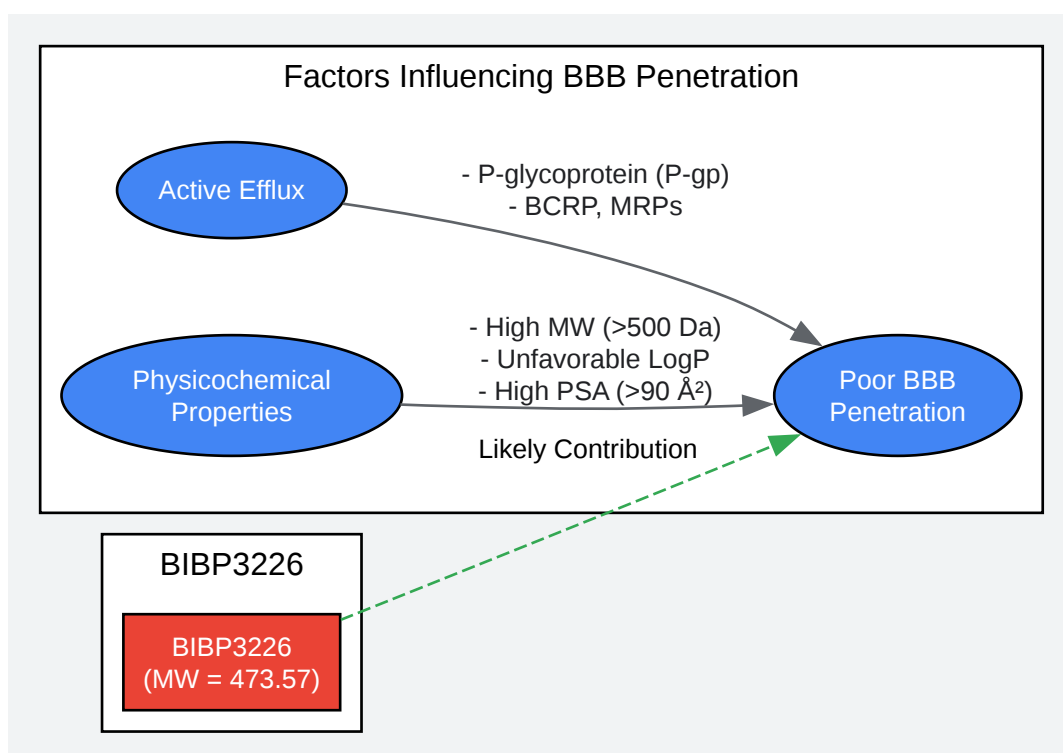 Factors Influencing BBB Penetration
Active Efflux
- P-glycoprotein (P-gp)
- BCRP, MRPs
Physicochemical
Properties
- High MW (>500 Da)
- Unfavorable LogP
- High PSA (>90 Å²)
Poor BBB
Penetration
Likely Contribution
BIBP3226
BIBP3226
(MW = 473.57)